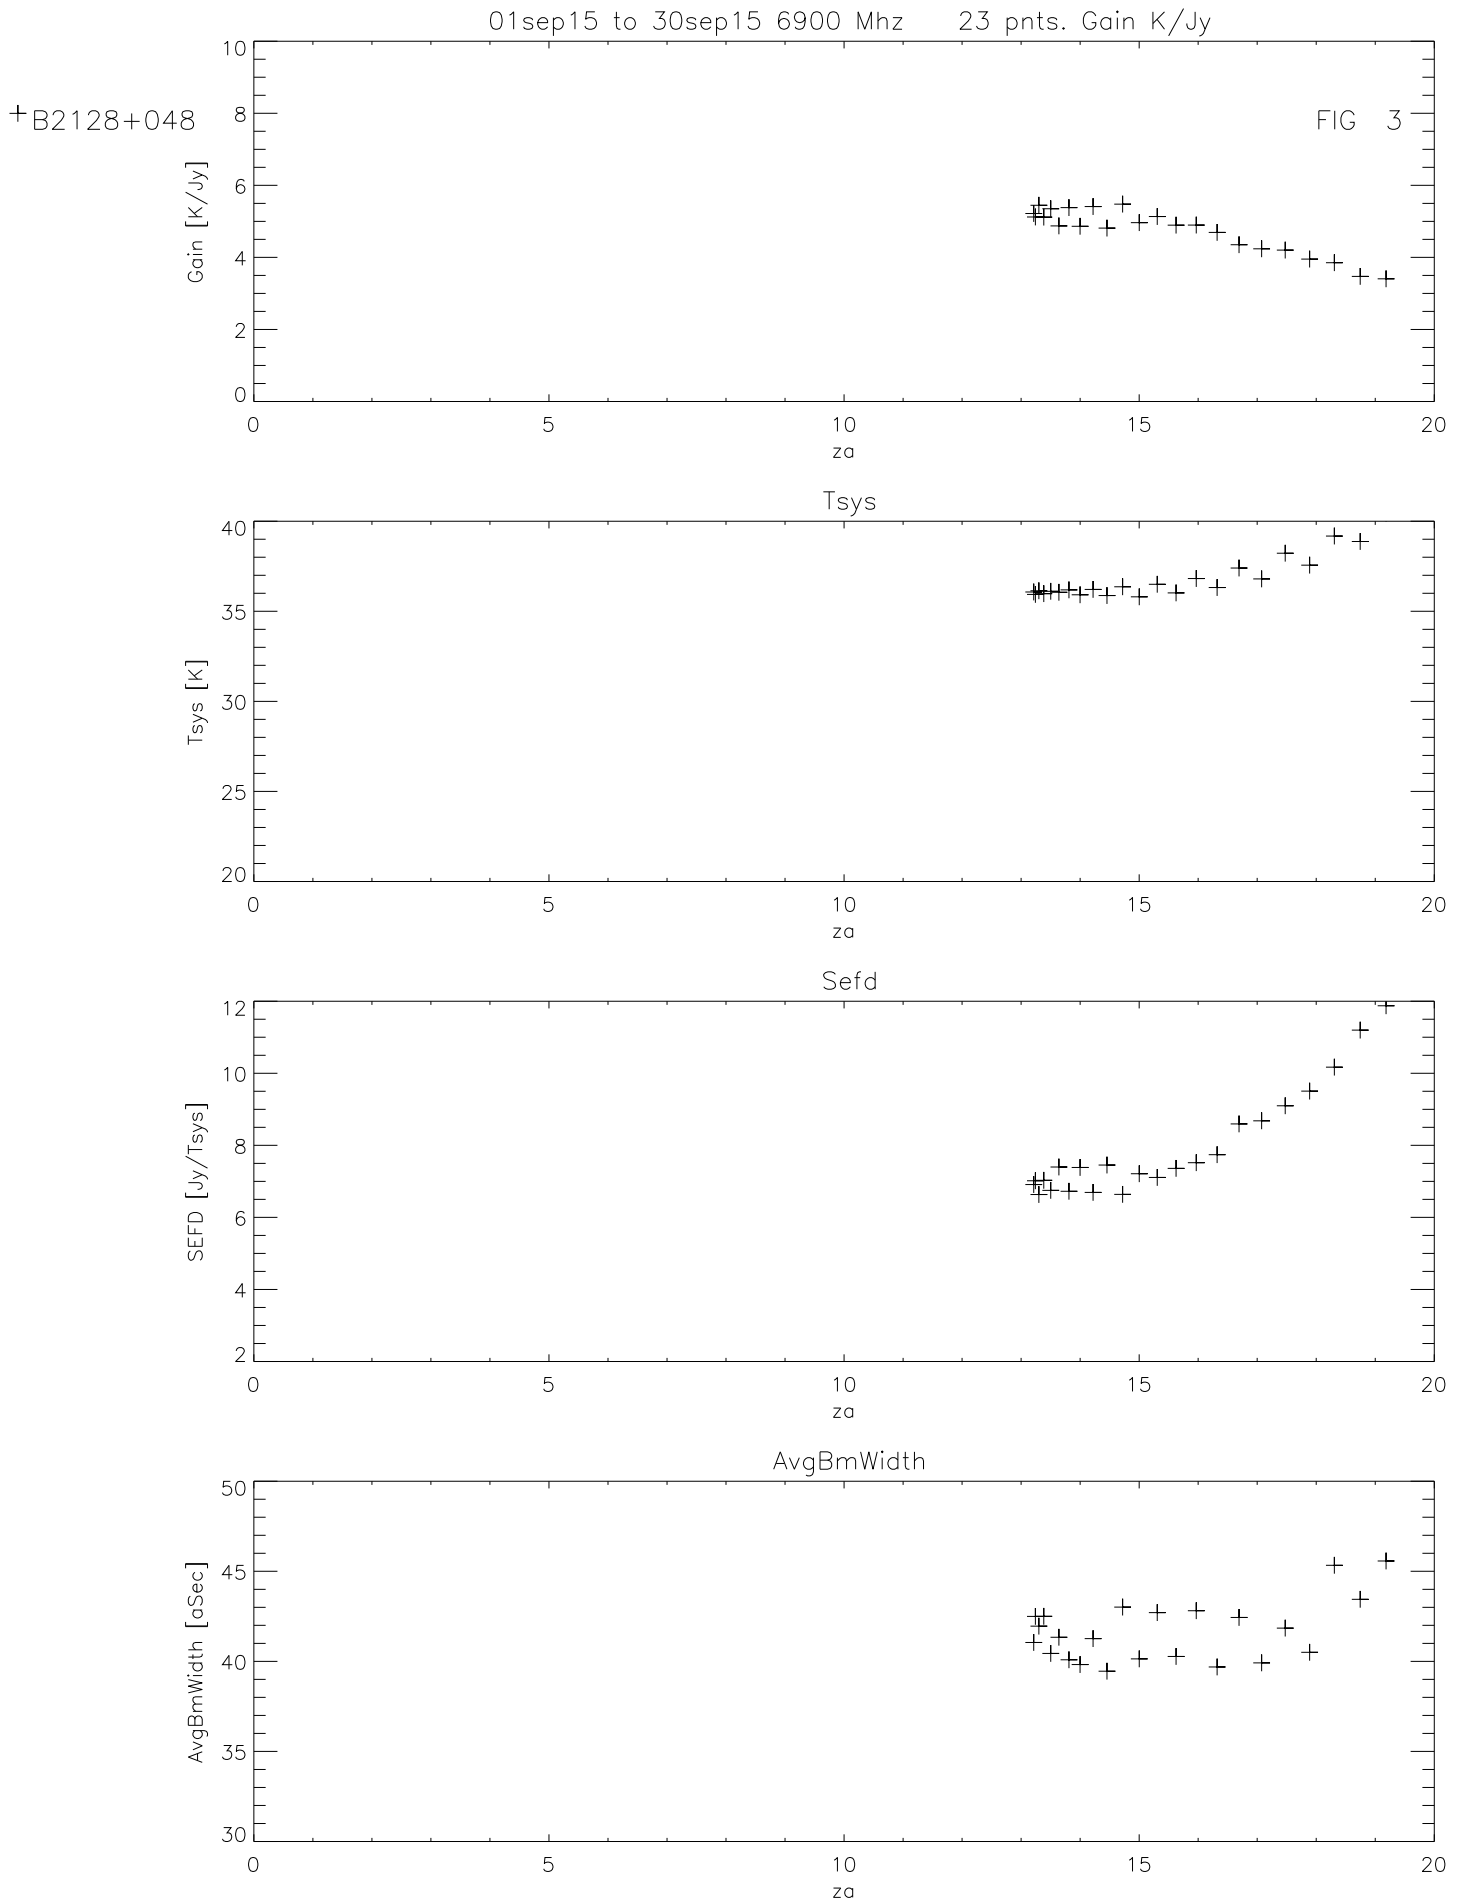 01sep15 to 30sep15 6900 Mhz 23 pnts. Gain K/Jy
+B2128+048
FIG 3
Gain [K/Jy]
10
8
6
4
2
0
0 5 10 15 20
za
Tsys
Tsys [K]
40
35
30
25
20
0 5 10 15 20
za
Sefd
SEFD [Jy/Tsys]
12
10
8
6
4
2
0 5 10 15 20
za
AvgBmWidth
AvgBmWidth [aSec]
50
45
40
35
30
0 5 10 15 20
za